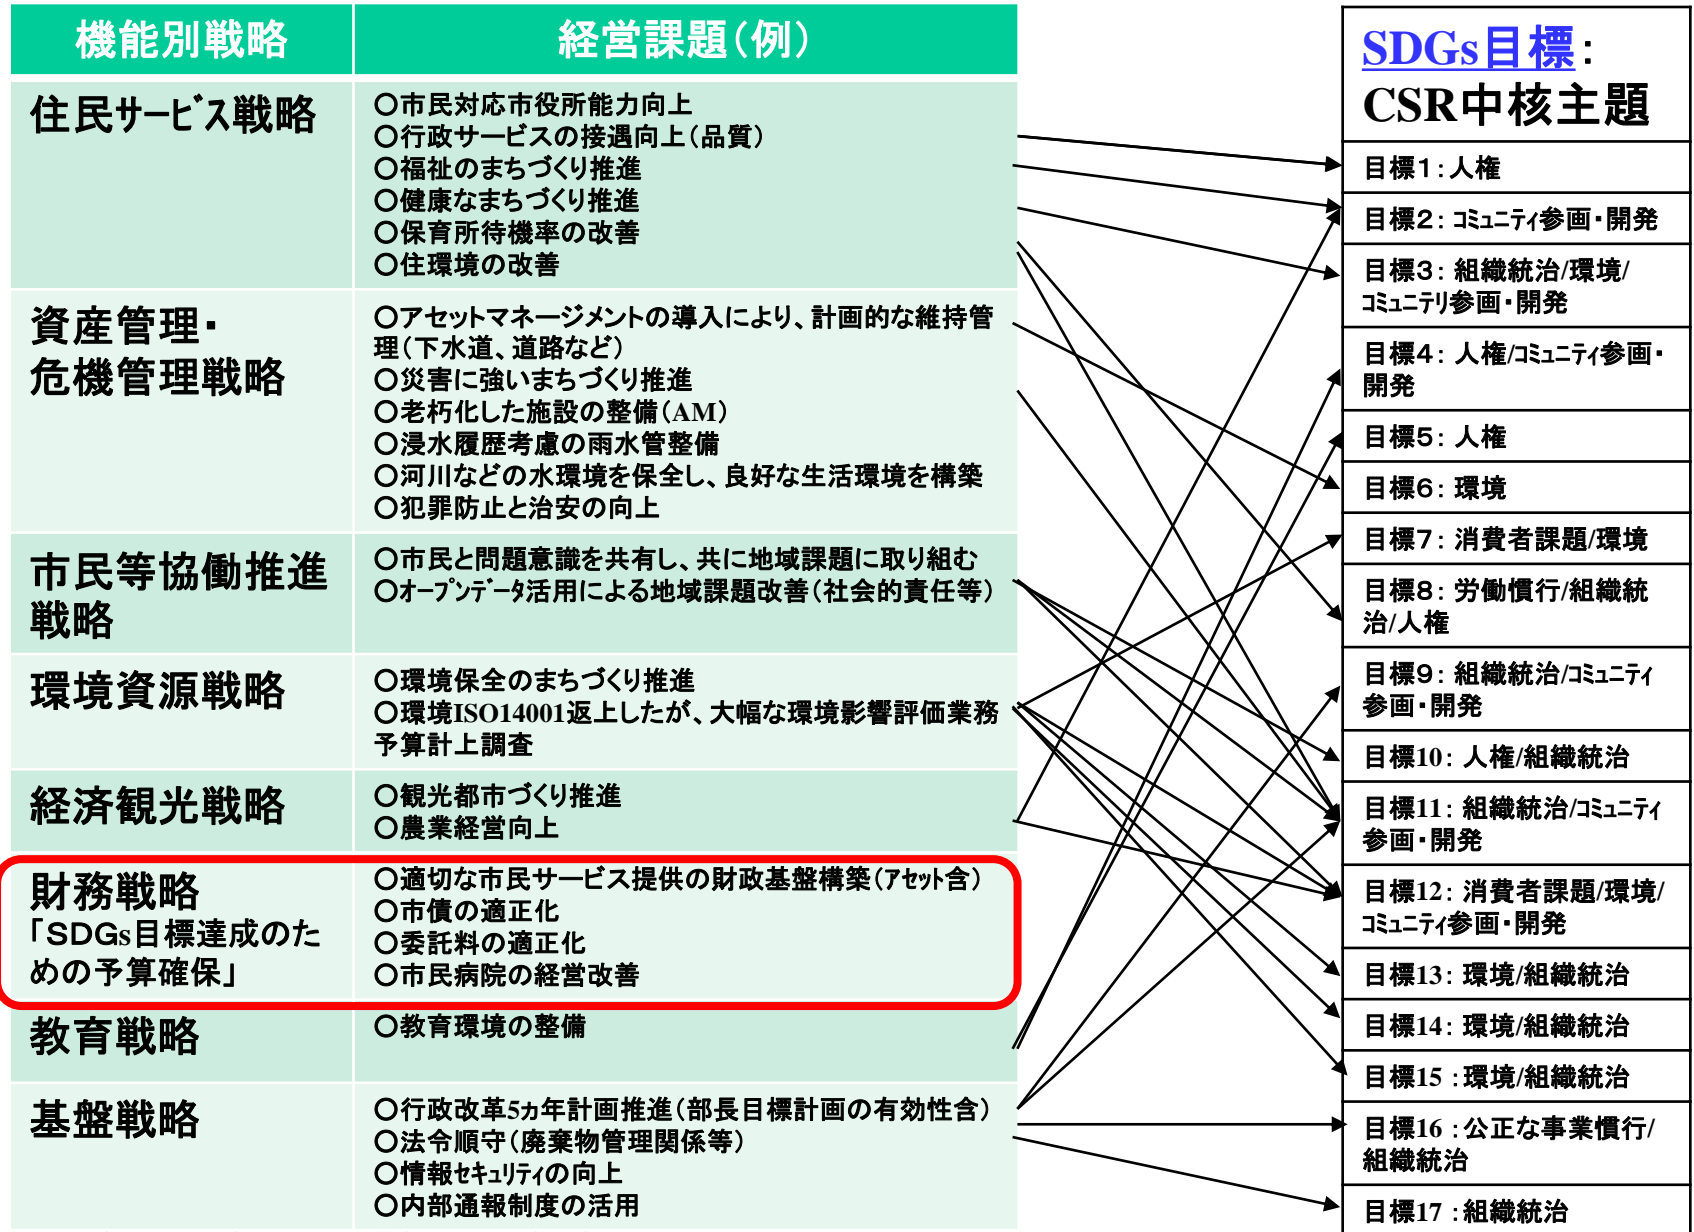 機能別戦略
経営課題(例)
住民サービス戦略
○市民対応市役所能力向上
○行政サービスの接遇向上(品質)
○福祉のまちづくり推進
○健康なまちづくり推進
○保育所待機率の改善
○住環境の改善
資産管理・
危機管理戦略
○アセットマネージメントの導入により、計画的な維持管
理(下水道、道路など)
○災害に強いまちづくり推進
○老朽化した施設の整備(AM)
○浸水履歴考慮の雨水管整備
○河川などの水環境を保全し、良好な生活環境を構築
○犯罪防止と治安の向上
市民等協働推進
戦略
○市民と問題意識を共有し、共に地域課題に取り組む
○オープンデータ活用による地域課題改善(社会的責任等)
環境資源戦略
○環境保全のまちづくり推進
○環境ISO14001返上したが、大幅な環境影響評価業務
予算計上調査
経済観光戦略
○観光都市づくり推進
○農業経営向上
財務戦略
「SDGs目標達成のた
めの予算確保」
○適切な市民サービス提供の財政基盤構築(アセット含)
○市債の適正化
○委託料の適正化
○市民病院の経営改善
教育戦略
○教育環境の整備
基盤戦略
○行政改革5ヵ年計画推進(部長目標計画の有効性含)
○法令順守(廃棄物管理関係等)
○情報セキュリティの向上
○内部通報制度の活用
SDGs目標:
CSR中核主題
目標1:人権
目標2:コミュニティ参画・開発
目標3:組織統治/環境/
コミュニテリ参画・開発
目標4:人権/コミュニティ参画・
開発
目標5:人権
目標6:環境
目標7:消費者課題/環境
目標8:労働慣行/組織統
治/人権
目標9:組織統治/コミュニティ
参画・開発
目標10:人権/組織統治
目標11:組織統治/コミュニティ
参画・開発
目標12:消費者課題/環境/
コミュニティ参画・開発
目標13:環境/組織統治
目標14:環境/組織統治
目標15:環境/組織統治
目標16:公正な事業慣行/
組織統治
目標17:組織統治